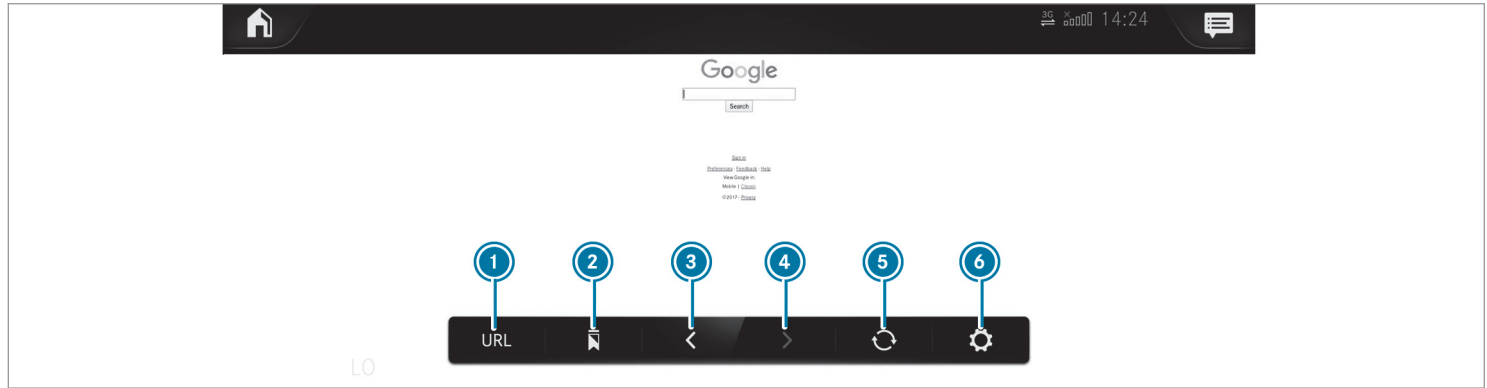 3G 14:24
Google
Search
Sign in
Preferences - Feedback - Help
View Google in:
Mobile | Classic
©2017 - Privacy
1 2 3 4 5 6
URL
LO